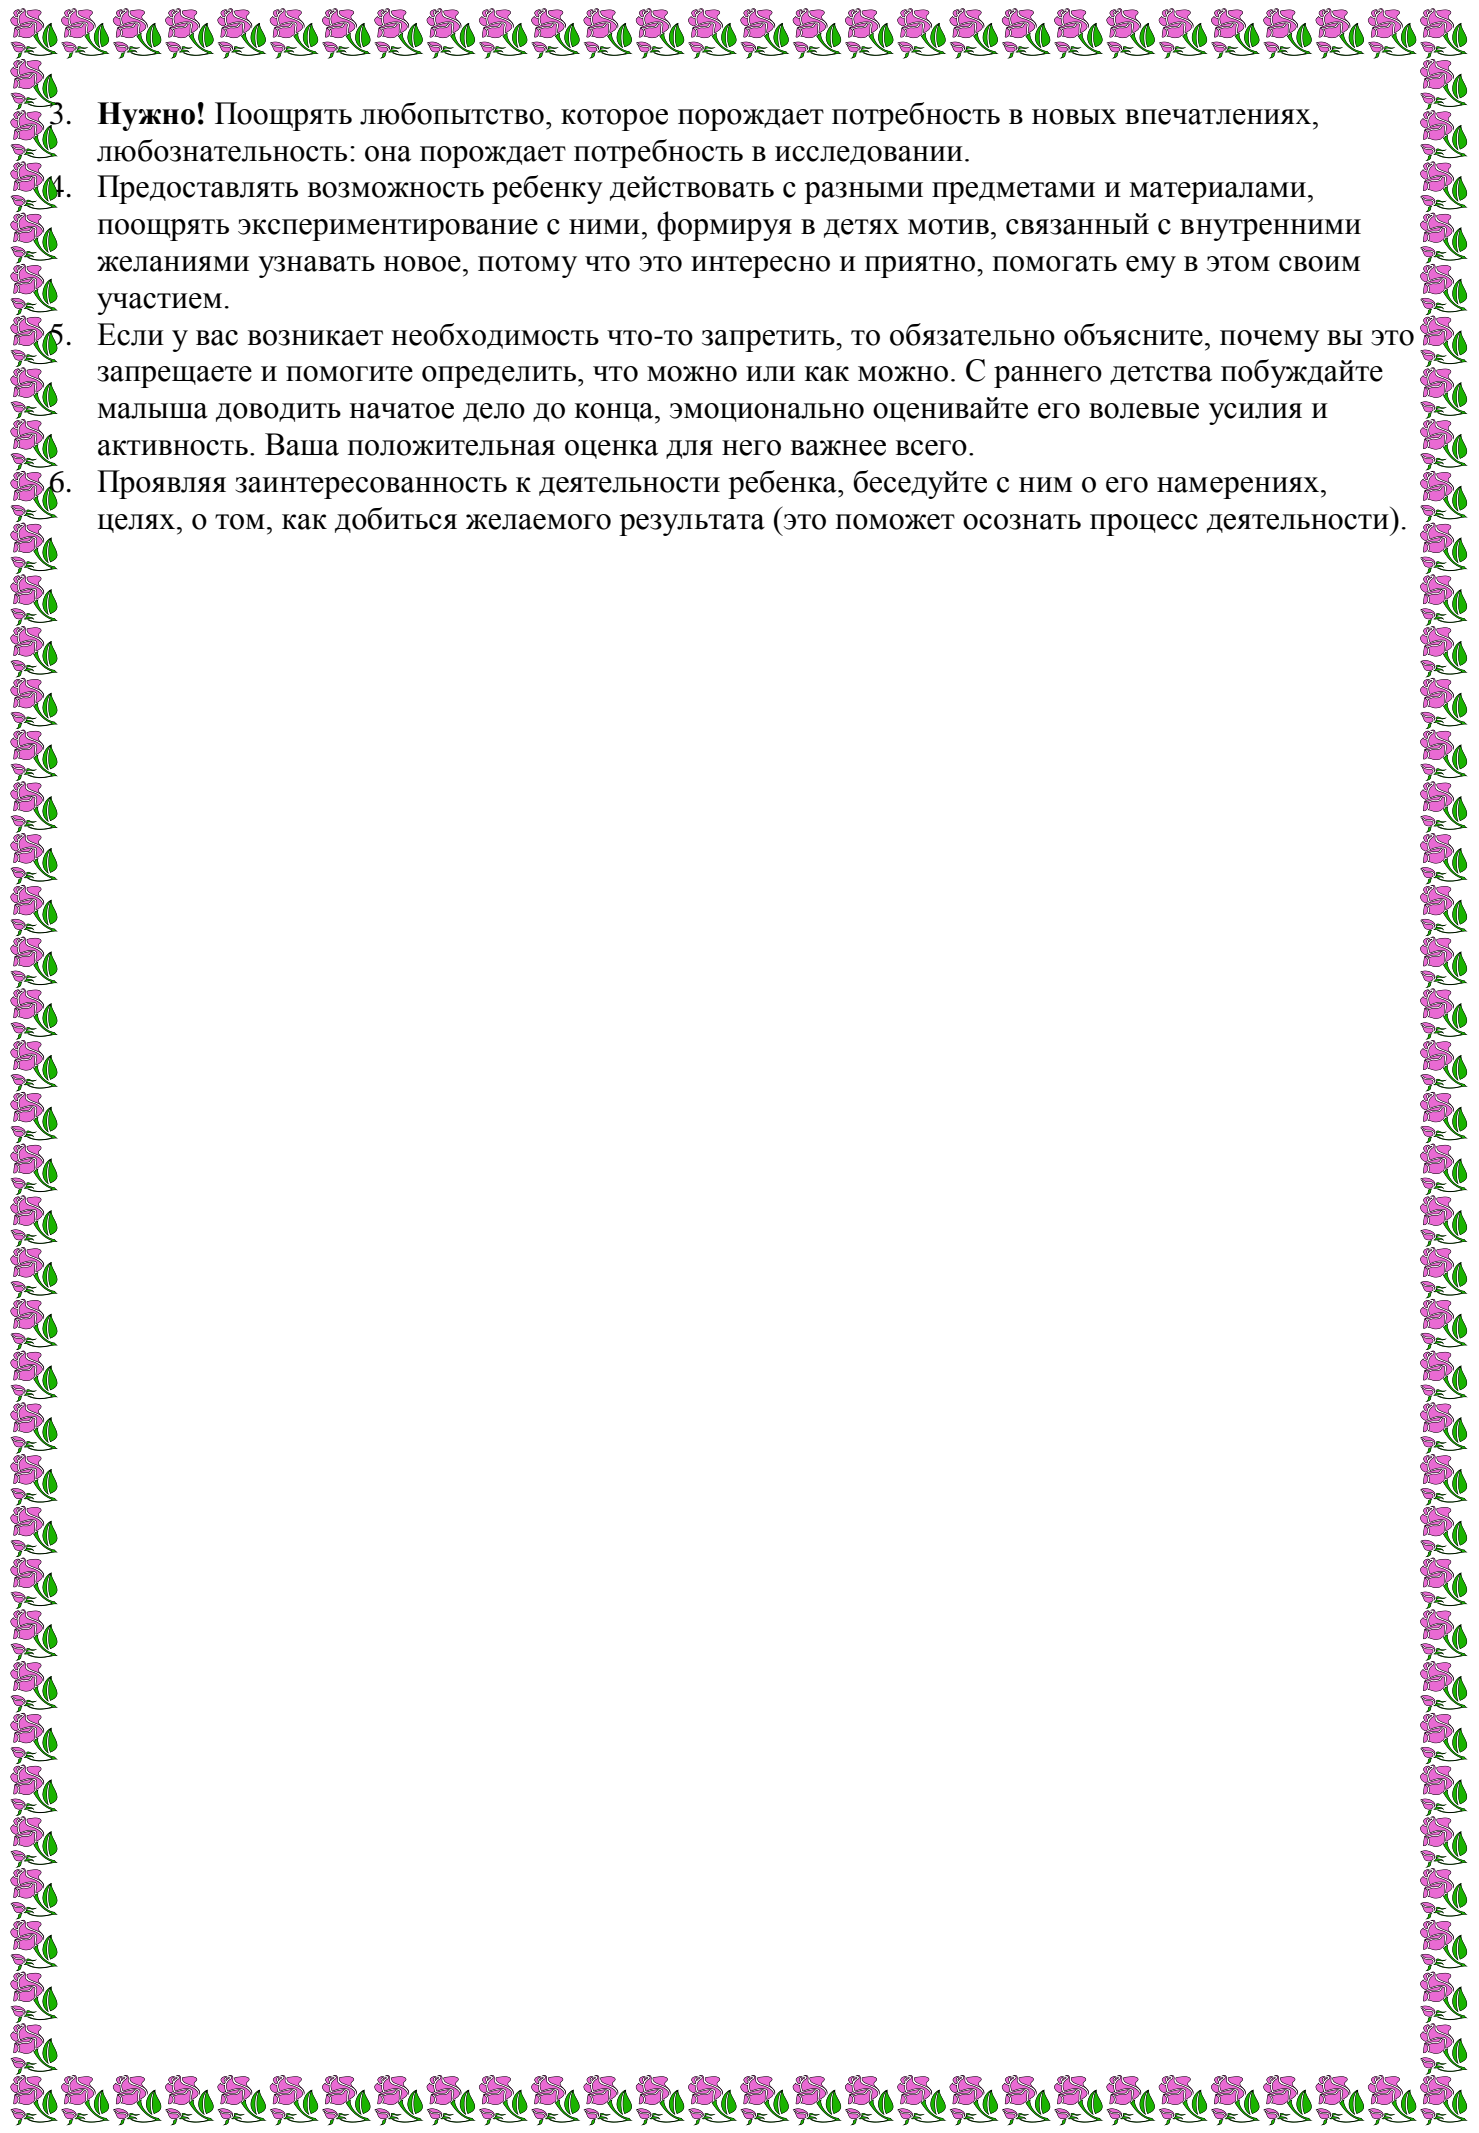 3. Нужно! Поощрять любопытство, которое порождает потребность в новых впечатлениях,
любознательность: она порождает потребность в исследовании.
4. Предоставлять возможность ребенку действовать с разными предметами и материалами,
поощрять экспериментирование с ними, формируя в детях мотив, связанный с внутренними
желаниями узнавать новое, потому что это интересно и приятно, помогать ему в этом своим
участием.
5. Если у вас возникает необходимость что-то запретить, то обязательно объясните, почему вы это
запрещаете и помогите определить, что можно или как можно. С раннего детства побуждайте
малыша доводить начатое дело до конца, эмоционально оценивайте его волевые усилия и
активность. Ваша положительная оценка для него важнее всего.
6. Проявляя заинтересованность к деятельности ребенка, беседуйте с ним о его намерениях,
целях, о том, как добиться желаемого результата (это поможет осознать процесс деятельности).